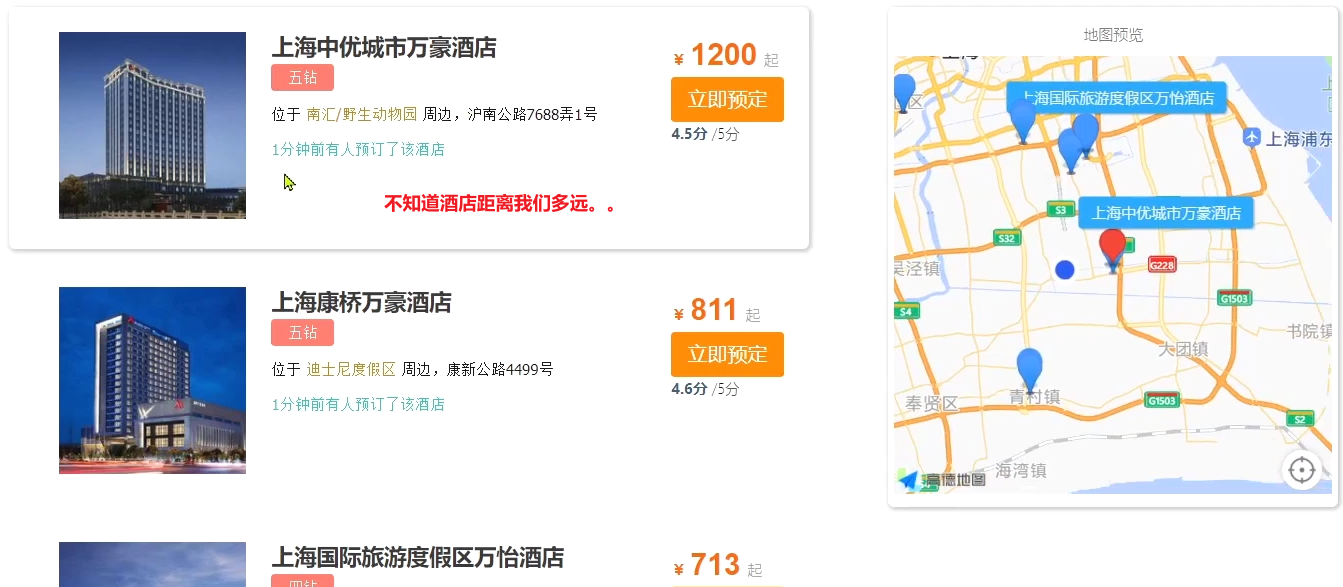 上海中优城市万豪酒店
五钻
位于 南汇/野生动物园 周边，沪南公路7688弄1号
1分钟前有人预订了该酒店
不知道酒店距离我们多远。。
¥ 1200 起
立即预定
4.5分 /5分
上海康桥万豪酒店
五钻
位于 迪士尼度假区 周边，康新公路4499号
1分钟前有人预订了该酒店
¥ 811 起
立即预定
4.6分 /5分
上海国际旅游度假区万怡酒店
四钻
¥ 713 起
地图预览
上海国际旅游度假区万怡酒店
上海浦东
S3
上海中优城市万豪酒店
S32
吴泾镇
G228
G1503
S4
书院镇
大团镇
青村镇
奉贤区
G1503
S2
海湾镇
高德地图